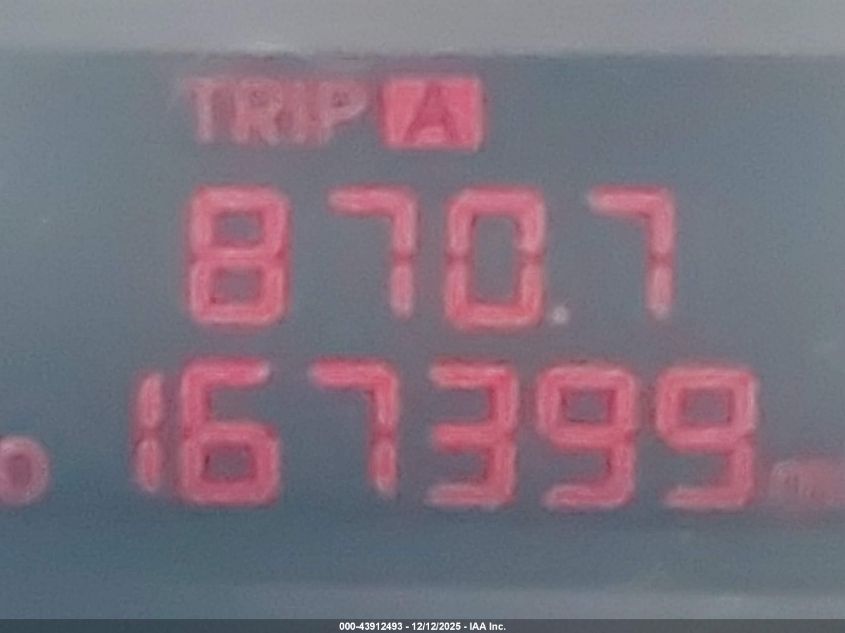 TRIP A
870.7
167399
000-43912493 - 12/12/2025 - IAA Inc.